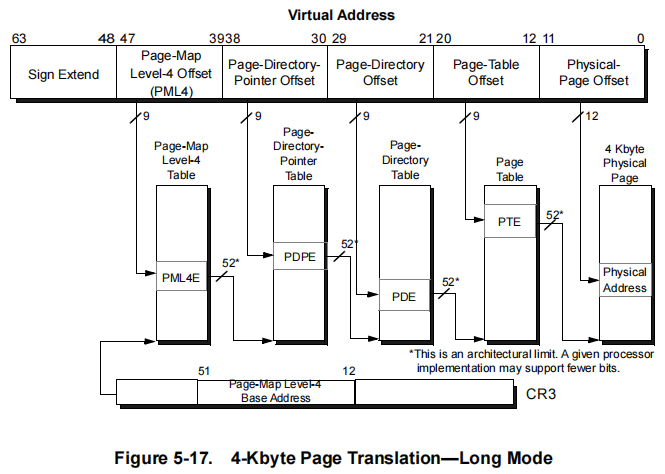 Virtual Address
63 48 47 39 38 30 29 21 20 12 11 0
Sign Extend
Page-Map
Level-4 Offset
(PML4)
Page-Directory-
Pointer Offset
Page-Directory
Offset
Page-Table
Offset
Physical-
Page Offset
9 9 9 9 12
Page-Map
Level-4
Table
Page-
Directory-
Pointer
Table
Page-
Directory
Table
Page
Table
4 Kbyte
Physical
Page
PML4E
52*
PDPE
52*
PDE
52*
PTE
52*
Physical
Address
*This is an architectural limit. A given processor
implementation may support fewer bits.
51 12
Page-Map Level-4
Base Address
CR3
Figure 5-17. 4-Kbyte Page Translation—Long Mode